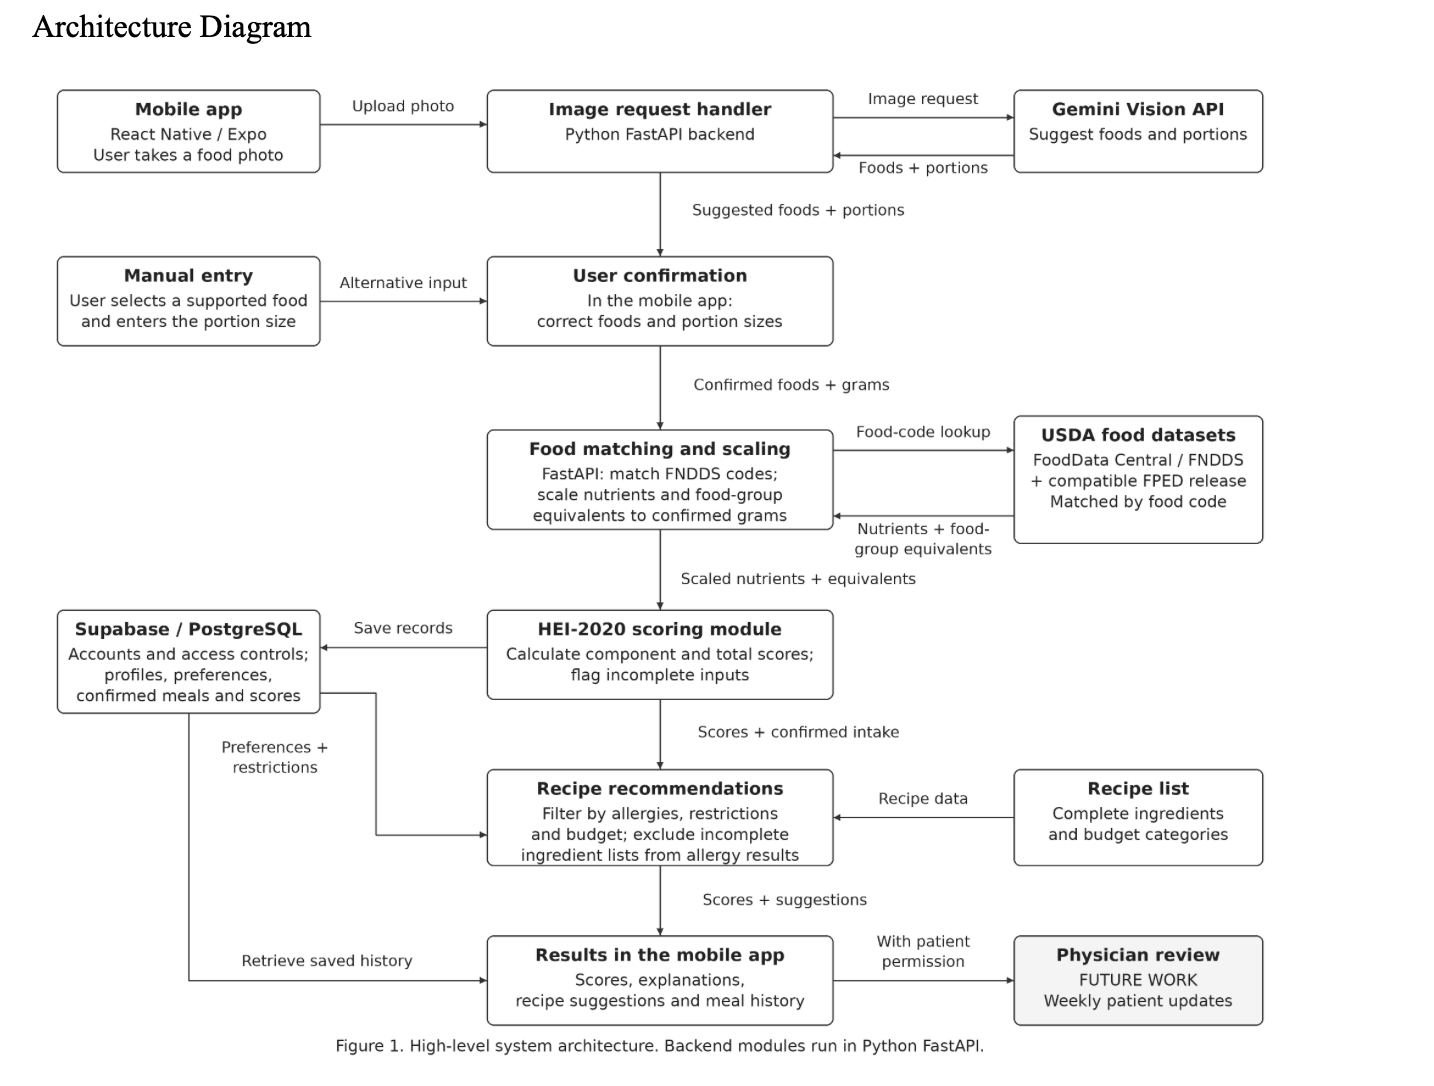 Architecture Diagram
Mobile app
React Native / Expo
User takes a food photo
Upload photo
Image request handler
Python FastAPI backend
Image request
Foods + portions
Gemini Vision API
Suggest foods and portions
Suggested foods + portions
Manual entry
User selects a supported food
and enters the portion size
Alternative input
User confirmation
In the mobile app:
correct foods and portion sizes
Confirmed foods + grams
Food matching and scaling
FastAPI: match FNDDS codes;
scale nutrients and food-group
equivalents to confirmed grams
Food-code lookup
Nutrients + food-
group equivalents
USDA food datasets
FoodData Central / FNDDS
+ compatible FPED release
Matched by food code
Scaled nutrients + equivalents
Supabase / PostgreSQL
Accounts and access controls;
profiles, preferences,
confirmed meals and scores
Save records
HEI-2020 scoring module
Calculate component and total scores;
flag incomplete inputs
Preferences +
restrictions
Scores + confirmed intake
Recipe recommendations
Filter by allergies, restrictions
and budget; exclude incomplete
ingredient lists from allergy results
Recipe data
Recipe list
Complete ingredients
and budget categories
Scores + suggestions
Retrieve saved history
Results in the mobile app
Scores, explanations,
recipe suggestions and meal history
With patient
permission
Physician review
FUTURE WORK
Weekly patient updates
Figure 1. High-level system architecture. Backend modules run in Python FastAPI.